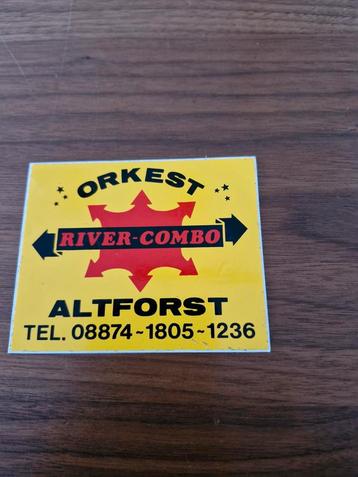 ORKEST
RIVER-COMBO
ALTFORST
TEL. 08874~1805~1236